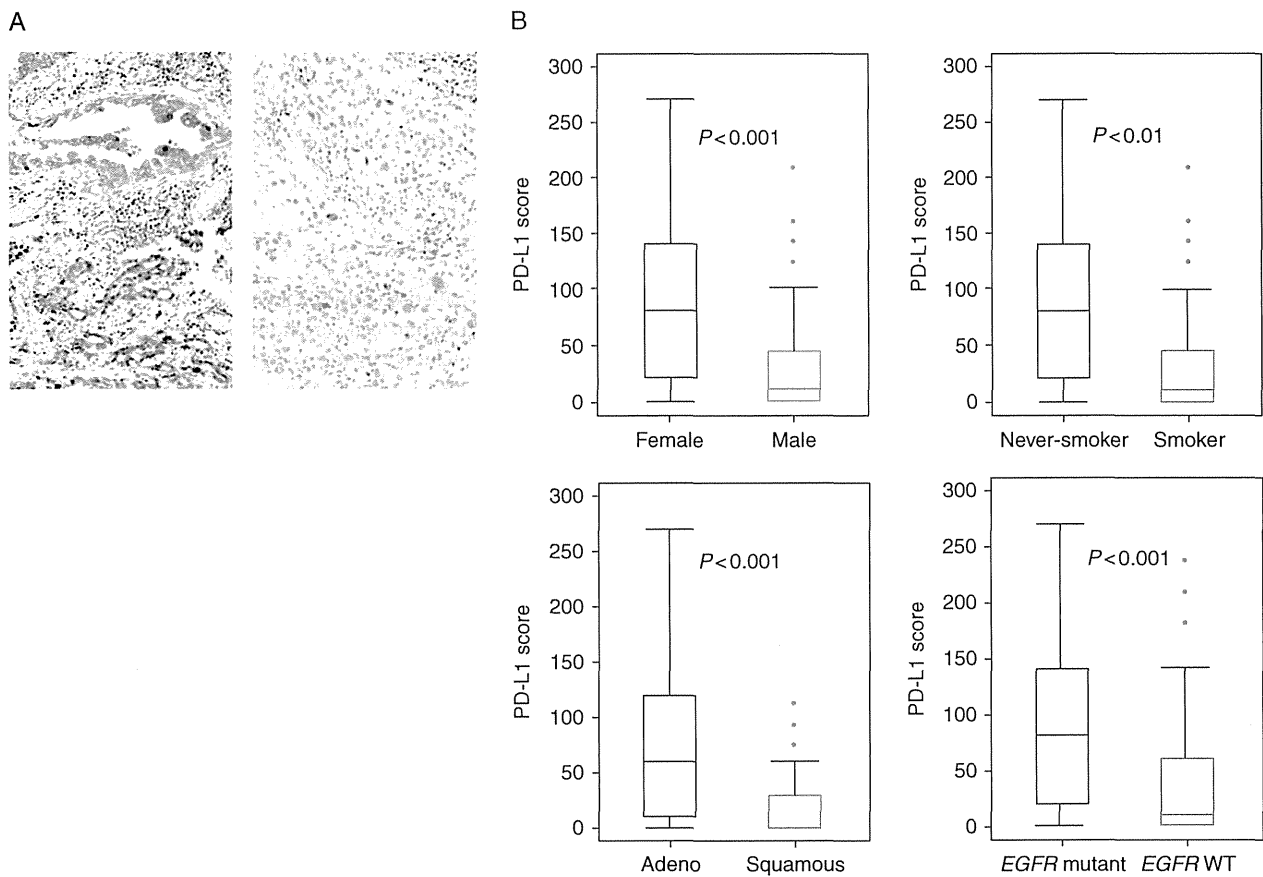 A
B
300
250
200
150
100
50
0
PD-L1 score
P<0.001
Female Male
300
250
200
150
100
50
0
PD-L1 score
P<0.01
Never-smoker Smoker
300
250
200
150
100
50
0
PD-L1 score
P<0.001
Adeno Squamous
300
250
200
150
100
50
0
PD-L1 score
P<0.001
EGFR mutant EGFR WT